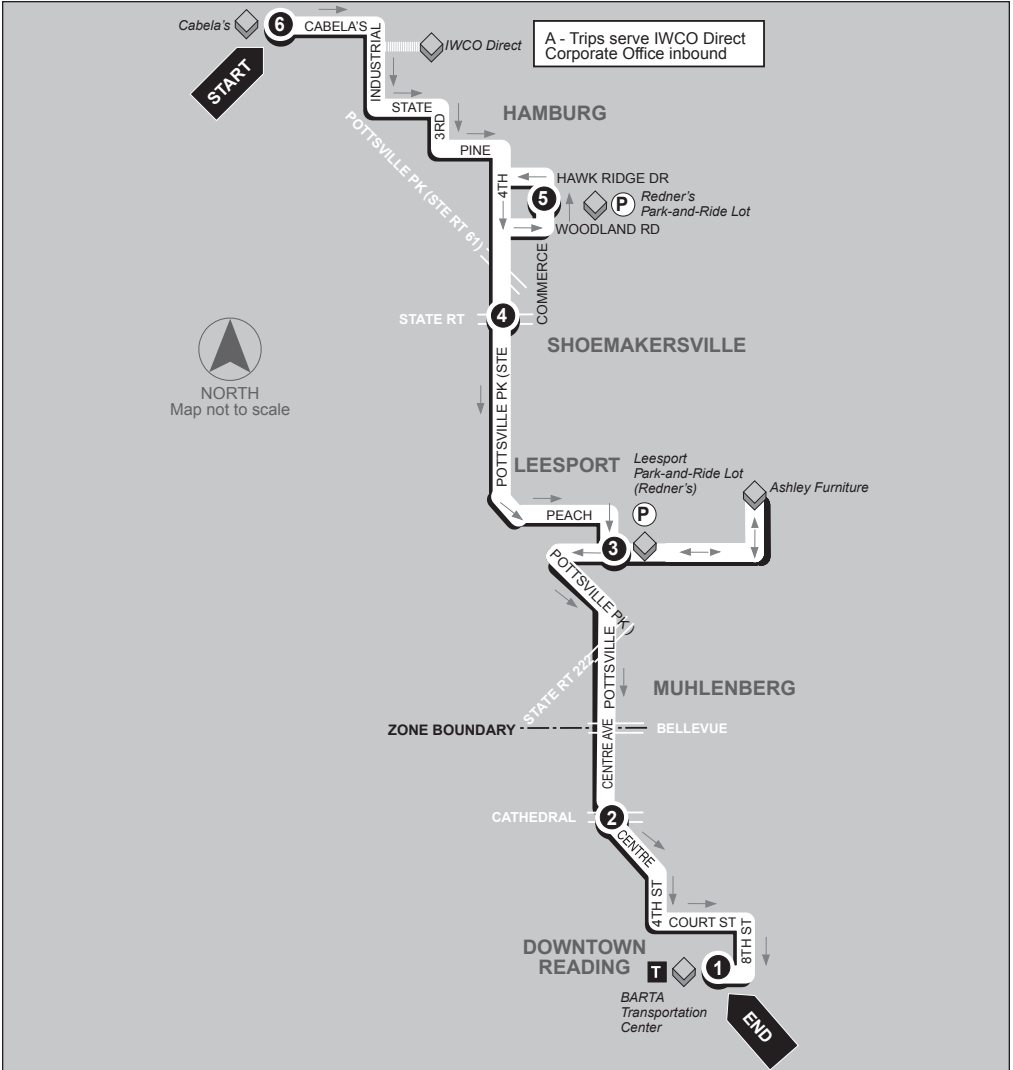 Cabela's
6
CABELA'S
START
INDUSTRIAL
IWCO Direct
A - Trips serve IWCO Direct
Corporate Office inbound
STATE
3RD
HAMBURG
PINE
POTTSVILLE PK (STE RT 61)
4TH
HAWK RIDGE DR
5
P
Redner's
Park-and-Ride Lot
WOODLAND RD
COMMERCE
STATE RT
4
SHOEMAKERSVILLE
NORTH
Map not to scale
POTTSVILLE PK (STE
LEESPORT
Leesport
Park-and-Ride Lot
(Redner's)
P
Ashley Furniture
PEACH
3
POTTSVILLE PK)
POTTSVILLE
STATE RT 222
MUHLENBERG
ZONE BOUNDARY
BELLEVUE
CENTRE AVE
CATHEDRAL
2
CENTRE
4TH ST
COURT ST
8TH ST
DOWNTOWN
READING
T
1
BARTA
Transportation
Center
END